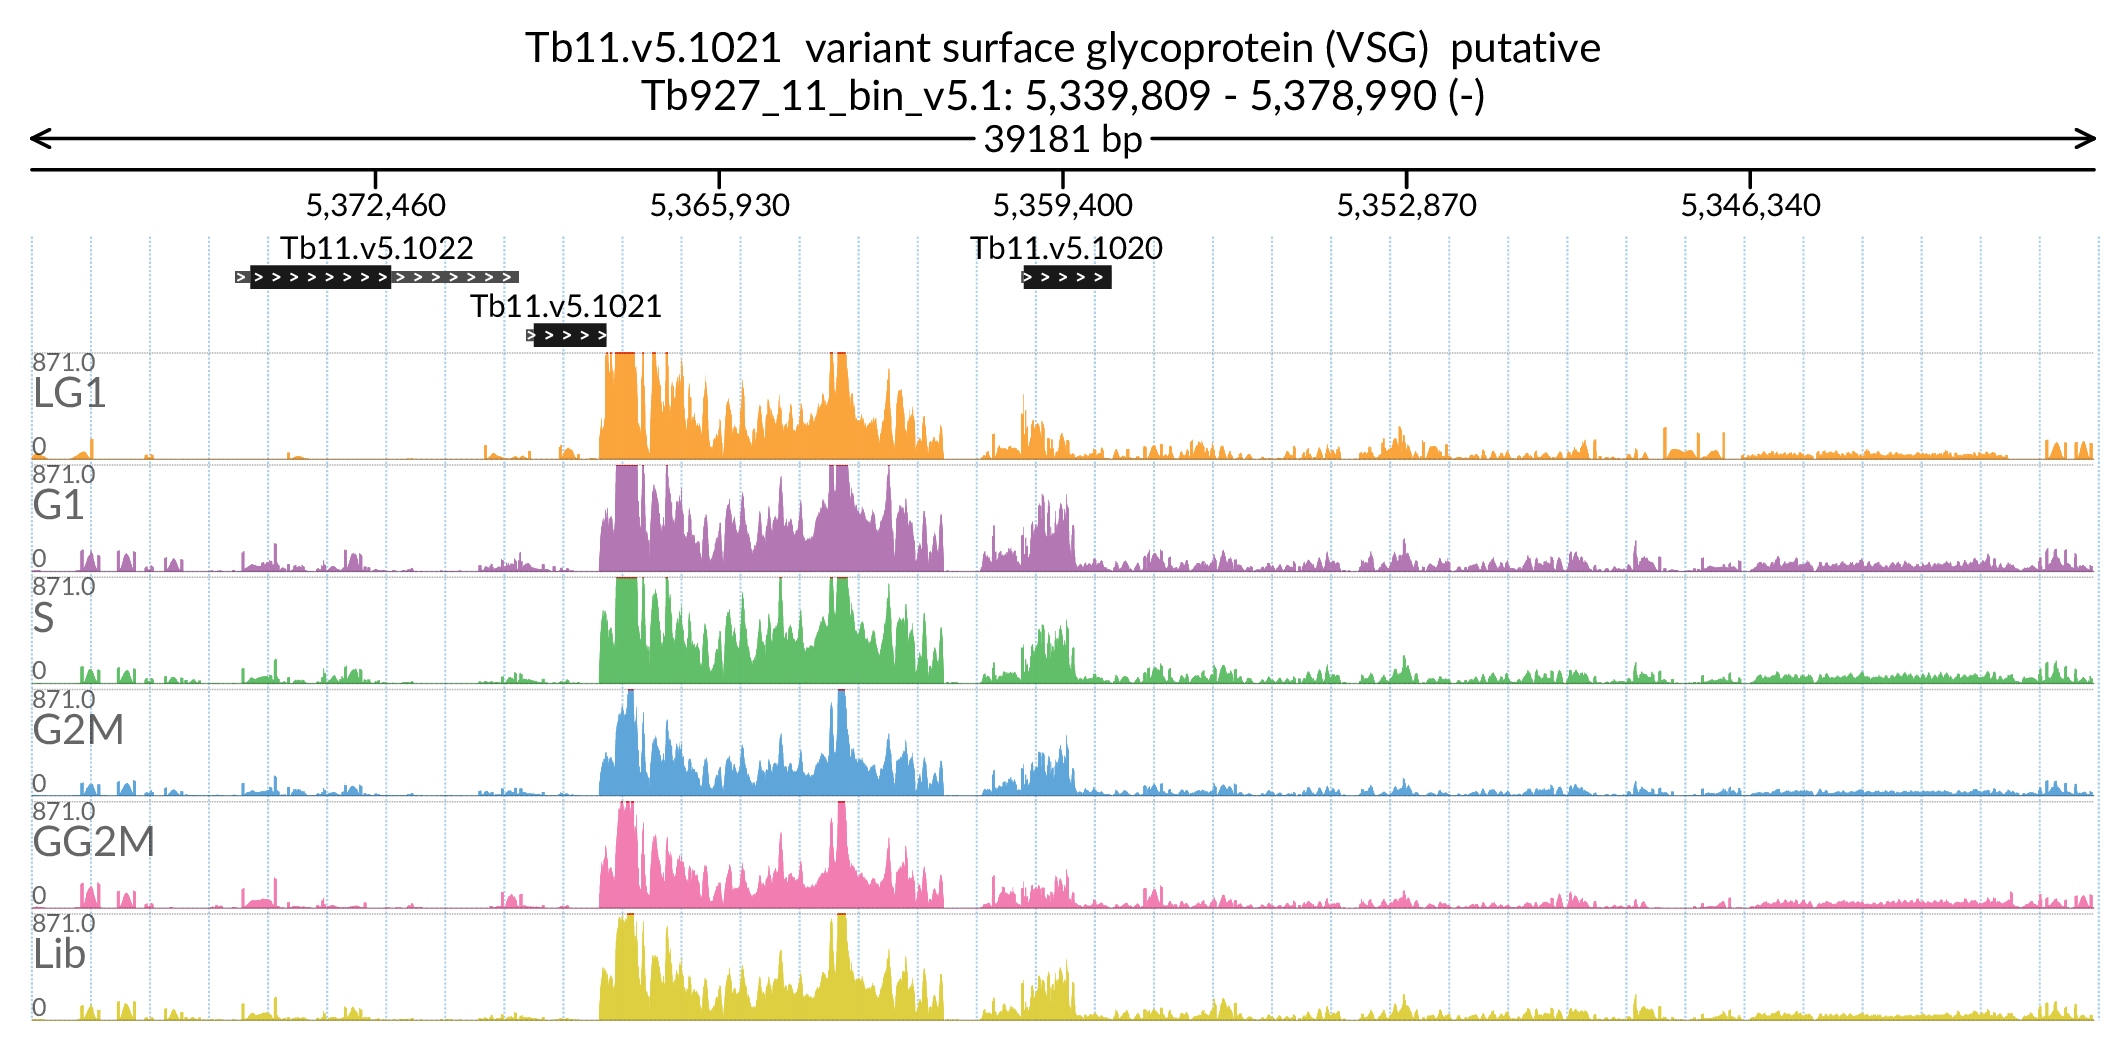 Tb11.v5.1021 variant surface glycoprotein (VSG) putative
Tb927_11_bin_v5.1: 5,339,809 - 5,378,990 (-)
39181 bp
5,372,460 5,365,930 5,359,400 5,352,870 5,346,340
Tb11.v5.1022 Tb11.v5.1020
Tb11.v5.1021
871.0
LG1
0
871.0
G1
0
871.0
S
0
871.0
G2M
0
871.0
GG2M
0
871.0
Lib
0